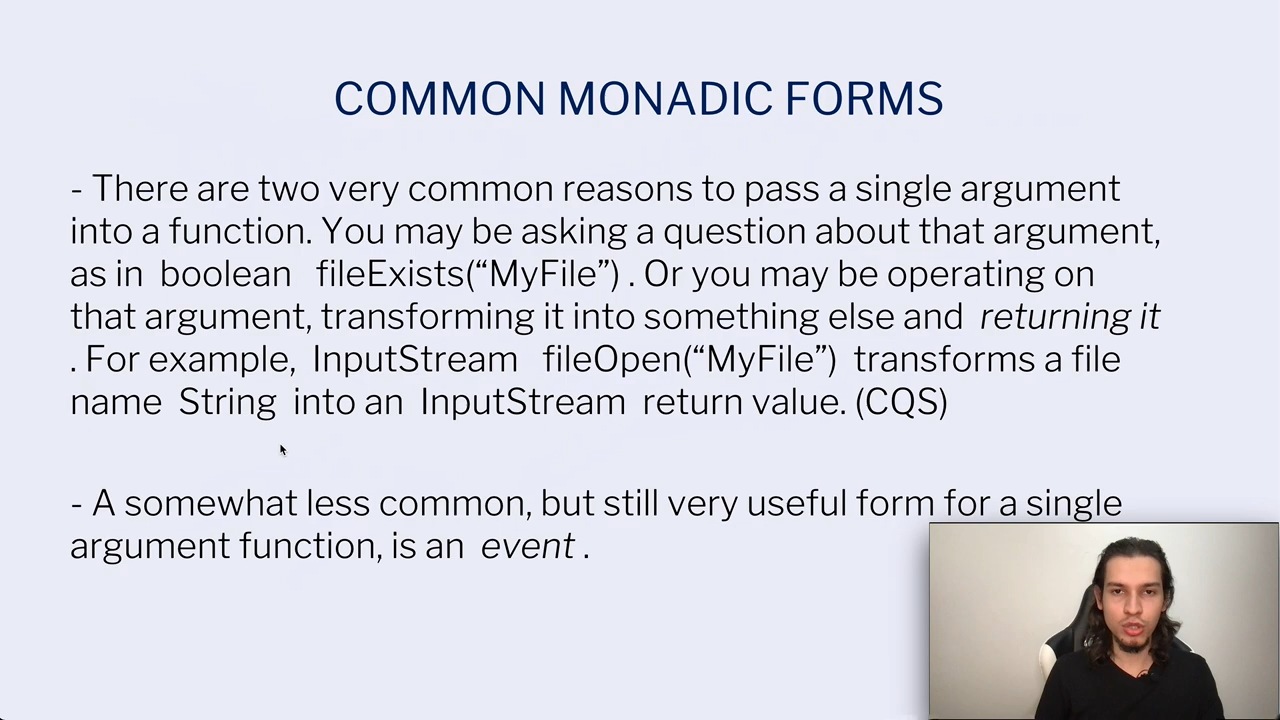 COMMON MONADIC FORMS
- There are two very common reasons to pass a single argument
into a function. You may be asking a question about that argument,
as in boolean fileExists(“MyFile”) . Or you may be operating on
that argument, transforming it into something else and returning it
. For example, InputStream fileOpen(“MyFile”) transforms a file
name String into an InputStream return value. (CQS)
- A somewhat less common, but still very useful form for a single
argument function, is an event .